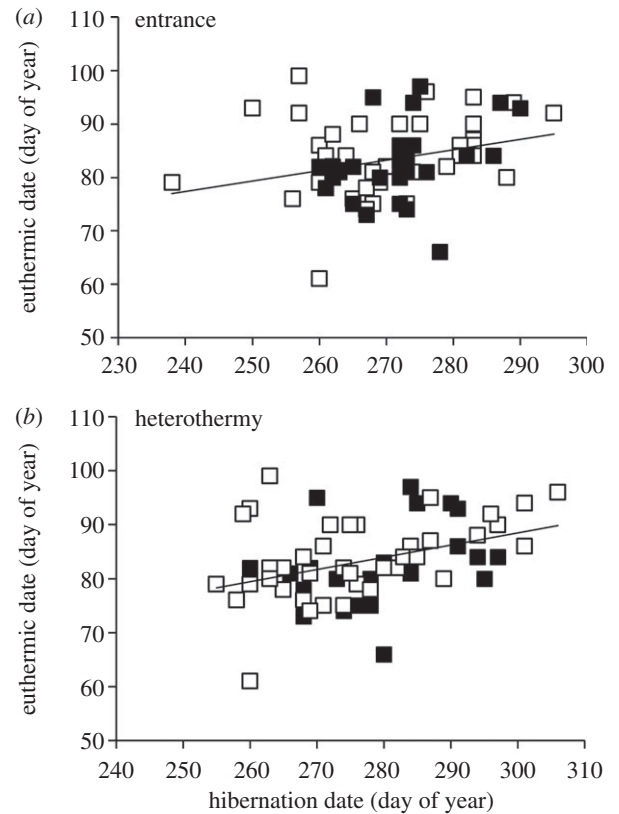 (a)
110
entrance
100
90
80
70
60
50
euthermic date (day of year)
230 240 250 260 270 280 290 300
(b)
110
heterothermy
100
90
80
70
60
50
euthermic date (day of year)
240 250 260 270 280 290 300 310
hibernation date (day of year)